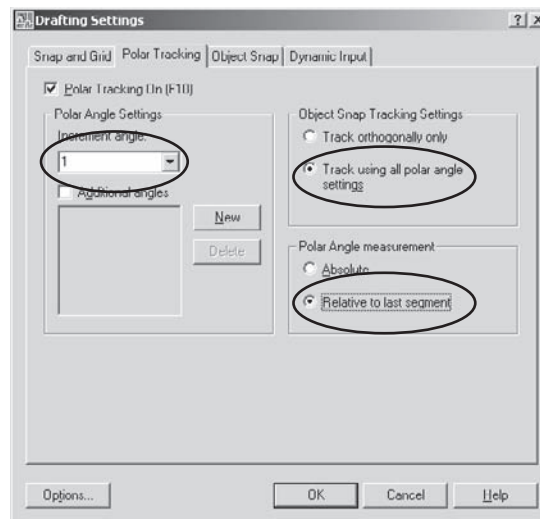 Drafting Settings
Snap and Grid Polar Tracking Object Snap Dynamic Input
Polar Tracking On (F10)
Polar Angle Settings
Increment angle:
1
Additional angles
New
Delete
Object Snap Tracking Settings
Track orthogonally only
Track using all polar angle
settings
Polar Angle measurement
Absolute
Relative to last segment
Options...
OK Cancel Help